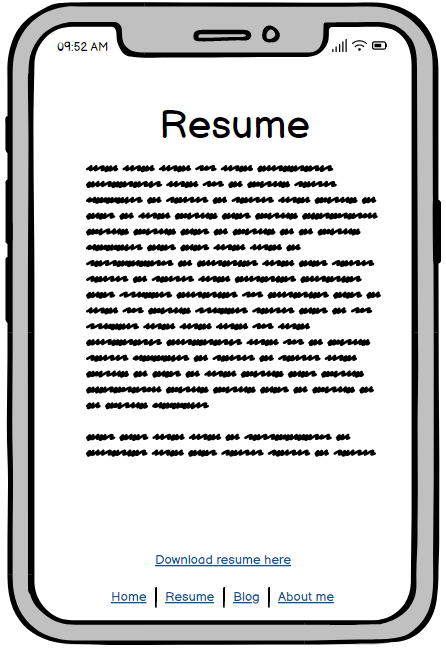 09:52 AM
Resume
Download resume here
Home | Resume | Blog | About me